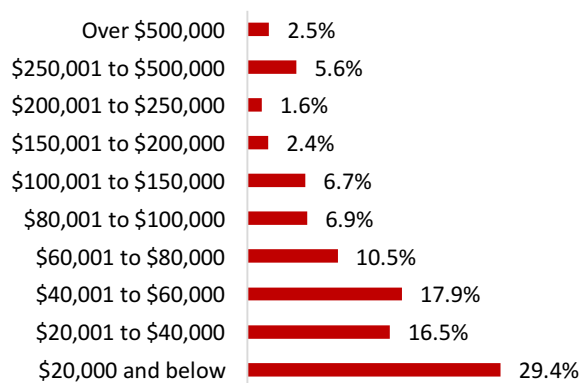 Over $500,000 2.5%
$250,001 to $500,000 5.6%
$200,001 to $250,000 1.6%
$150,001 to $200,000 2.4%
$100,001 to $150,000 6.7%
$80,001 to $100,000 6.9%
$60,001 to $80,000 10.5%
$40,001 to $60,000 17.9%
$20,001 to $40,000 16.5%
$20,000 and below 29.4%